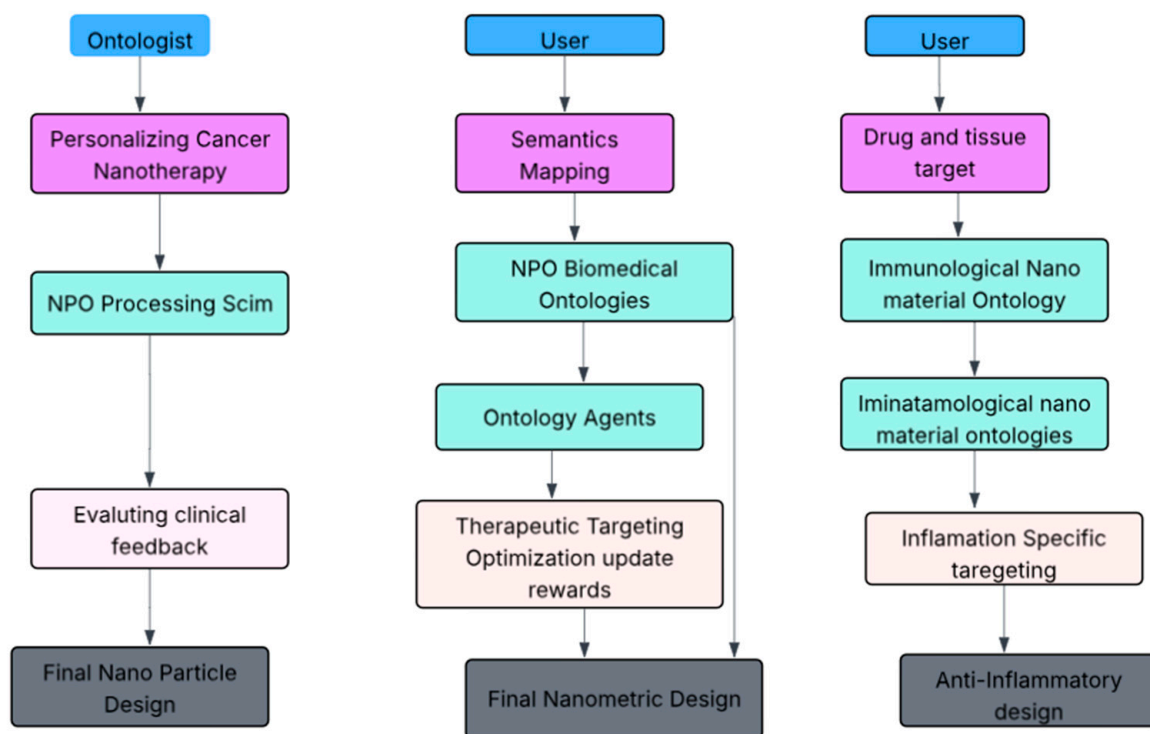 Ontologist
Personalizing Cancer
Nanotherapy
NPO Processing Scim
Evaluting clinical
feedback
Final Nano Particle
Design
User
Semantics
Mapping
NPO Biomedical
Ontologies
Ontology Agents
Therapeutic Targeting
Optimization update
rewards
Final Nanometric Design
User
Drug and tissue
target
Immunological Nano
material Ontology
Iminatamological nano
material ontologies
Inflamation Specific
taregeting
Anti-Inflammatory
design